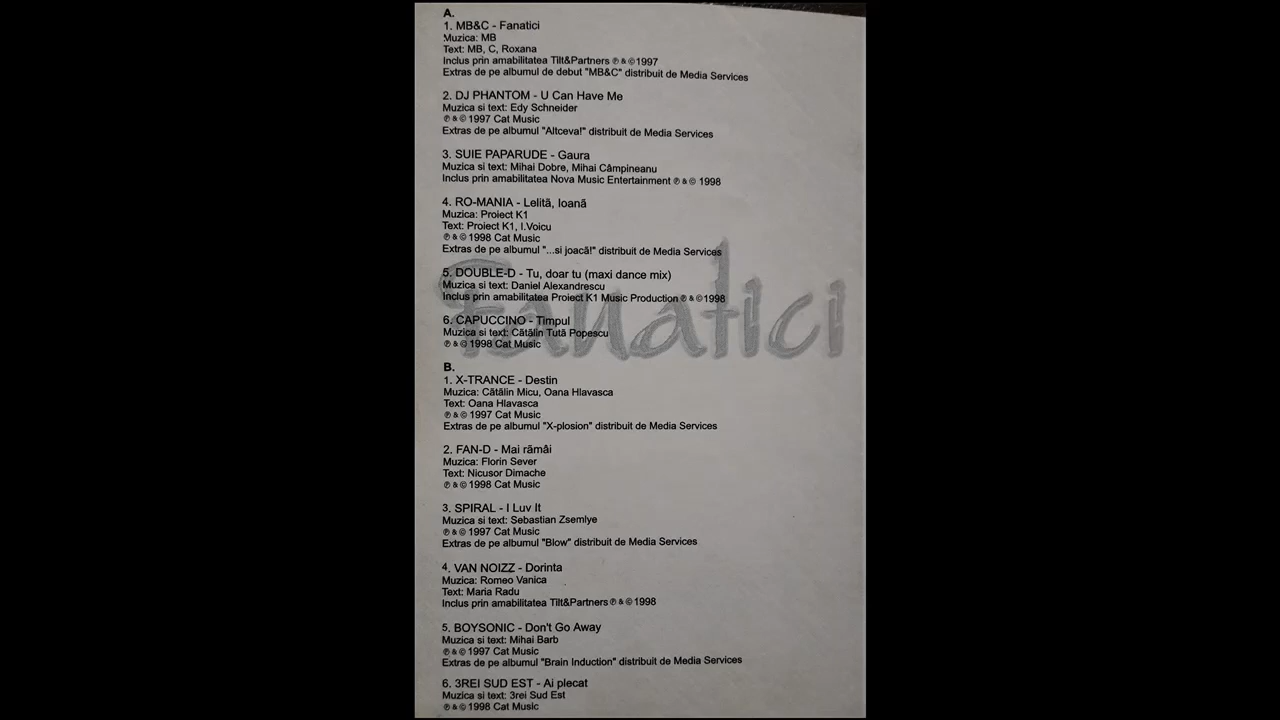 A.
1. MB&C - Fanatici
Muzica: MB
Text: MB, C, Roxana
Inclus prin amabilitatea Tilt&Partners ℗ & © 1997
Extras de pe albumul de debut "MB&C" distribuit de Media Services
2. DJ PHANTOM - U Can Have Me
Muzica si text: Edy Schneider
℗ & © 1997 Cat Music
Extras de pe albumul "Altceva!" distribuit de Media Services
3. SUIE PAPARUDE - Gaura
Muzica si text: Mihai Dobre, Mihai Câmpineanu
Inclus prin amabilitatea Nova Music Entertainment ℗ & © 1998
4. RO-MANIA - Lelită, Ioană
Muzica: Proiect K1
Text: Proiect K1, I.Voicu
℗ & © 1998 Cat Music
Extras de pe albumul "...si joacă!" distribuit de Media Services
5. DOUBLE-D - Tu, doar tu (maxi dance mix)
Muzica si text: Daniel Alexandrescu
Inclus prin amabilitatea Proiect K1 Music Production ℗ & © 1998
6. CAPUCCINO - Timpul
Muzica si text: Cătălin Tută Popescu
℗ & © 1998 Cat Music
Fanatici
B.
1. X-TRANCE - Destin
Muzica: Cătălin Micu, Oana Hlavasca
Text: Oana Hlavasca
℗ & © 1997 Cat Music
Extras de pe albumul "X-plosion" distribuit de Media Services
2. FAN-D - Mai rămâi
Muzica: Florin Sever
Text: Nicusor Dimache
℗ & © 1998 Cat Music
3. SPIRAL - I Luv It
Muzica si text: Sebastian Zsemlye
℗ & © 1997 Cat Music
Extras de pe albumul "Blow" distribuit de Media Services
4. VAN NOIZZ - Dorinta
Muzica: Romeo Vanica
Text: Maria Radu
Inclus prin amabilitatea Tilt&Partners ℗ & © 1998
5. BOYSONIC - Don't Go Away
Muzica si text: Mihai Barb
℗ & © 1997 Cat Music
Extras de pe albumul "Brain Induction" distribuit de Media Services
6. 3REI SUD EST - Ai plecat
Muzica si text: 3rei Sud Est
℗ & © 1998 Cat Music